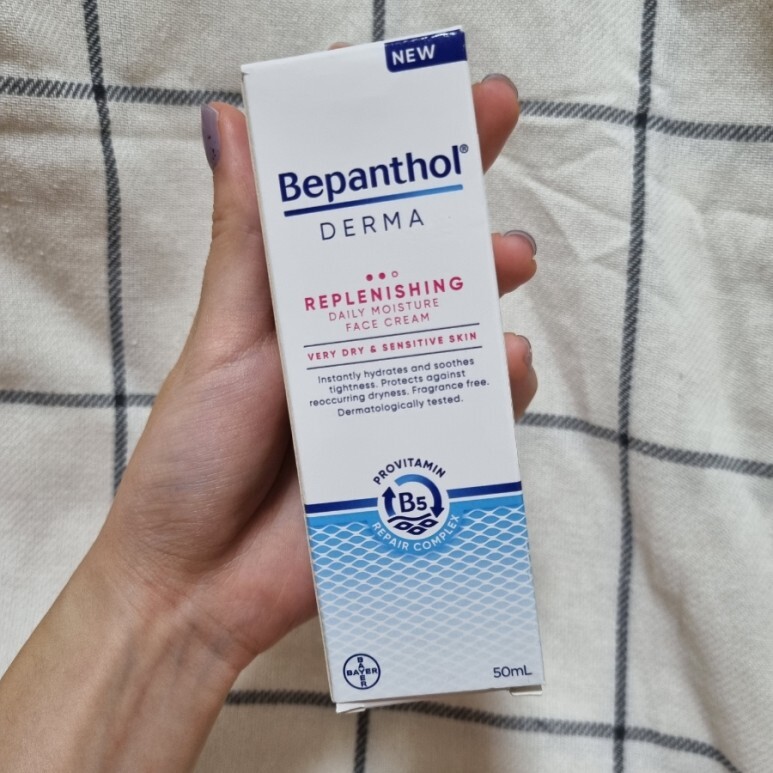 NEW
Bepanthol®
DERMA
REPLENISHING
DAILY MOISTURE
FACE CREAM
VERY DRY & SENSITIVE SKIN
Instantly hydrates and soothes
tightness. Protects against
reoccurring dryness. Fragrance free.
Dermatologically tested.
PROVITAMIN
B5
REPAIR COMPLEX
BAYER
BAYER
50mL